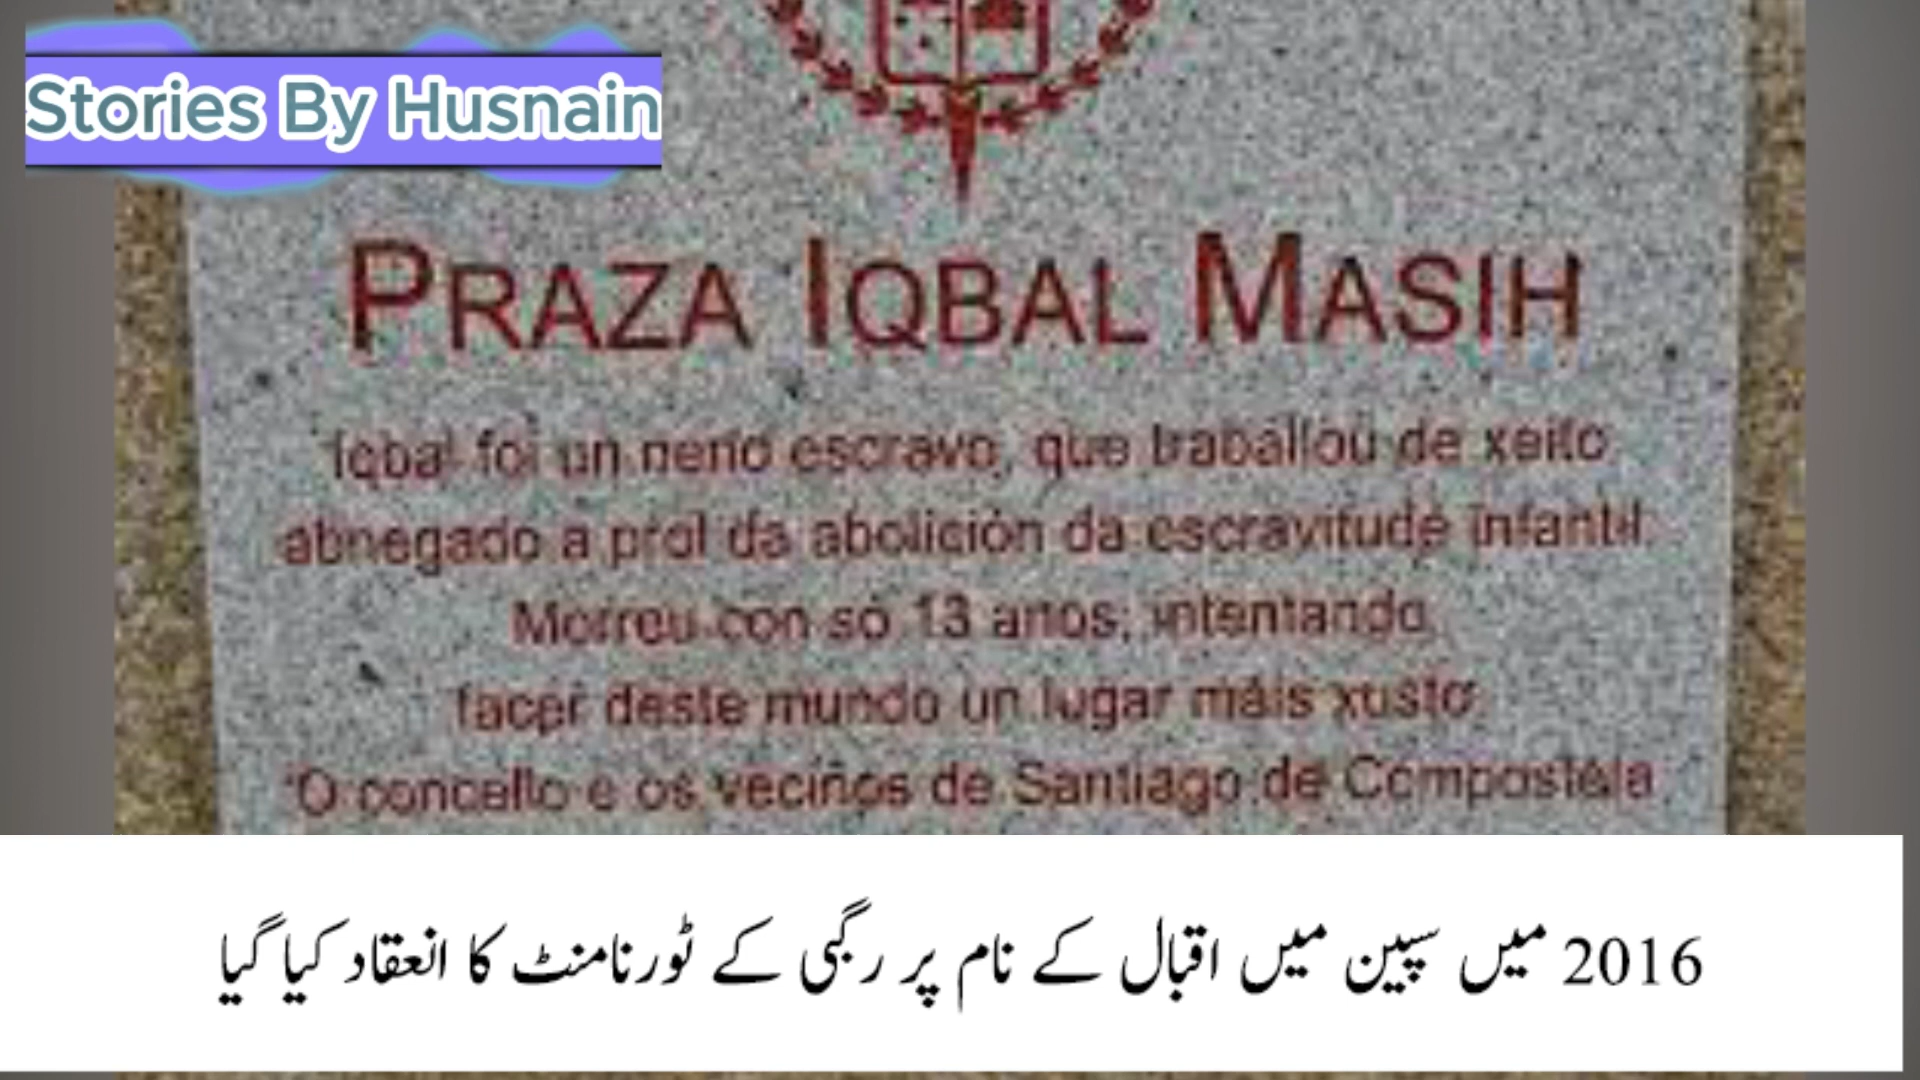 Stories By Husnain
PRAZA IQBAL MASIH
Iqbal foi un neno escravo, que traballou de xeito
abnegado a prol da abolición da escravitude infantil.
Morreu con só 13 anos, intentando
facer deste mundo un lugar máis xusto.
O concello e os veciños de Santiago de Compostela
2016 میں سپین میں اقبال کے نام پر رگبی کے ٹورنامنٹ کا انعقاد کیا گیا